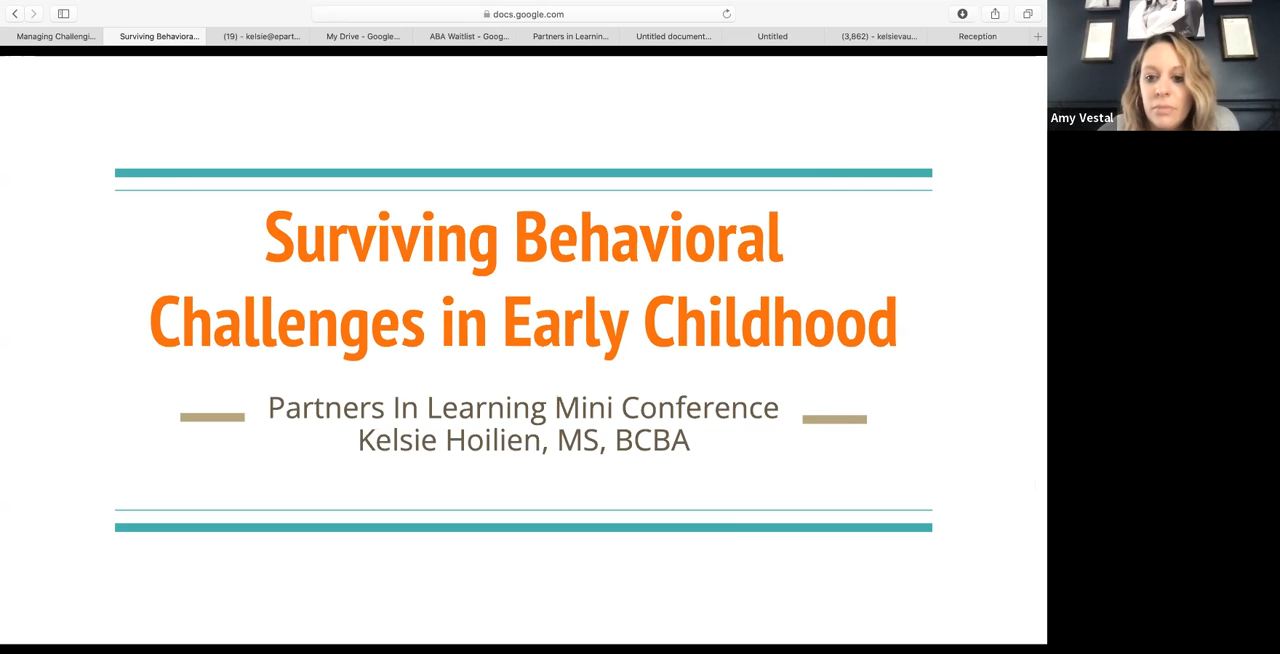 docs.google.com
Managing Challengi...
Surviving Behaviora...
(19) - kelsie@epart...
My Drive - Google...
ABA Waitlist - Goog...
Partners in Learnin...
Untitled document...
Untitled
(3,862) - kelsievau...
Reception
Amy Vestal
Surviving Behavioral
Challenges in Early Childhood
Partners In Learning Mini Conference
Kelsie Hoilien, MS, BCBA